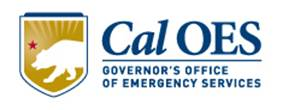 Cal OES
GOVERNOR'S OFFICE
OF EMERGENCY SERVICES